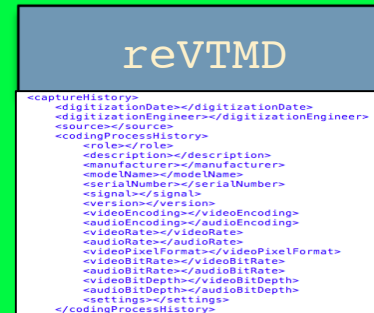 reVTMD
<captureHistory>
<digitizationDate></digitizationDate>
<digitizationEngineer></digitizationEngineer>
<source></source>
<codingProcessHistory>
<role></role>
<description></description>
<manufacturer></manufacturer>
<modelName></modelName>
<serialNumber></serialNumber>
<signal></signal>
<version></version>
<videoEncoding></videoEncoding>
<audioEncoding></audioEncoding>
<videoRate></videoRate>
<audioRate></audioRate>
<videoPixelFormat></videoPixelFormat>
<videoBitRate></videoBitRate>
<audioBitRate></audioBitRate>
<videoBitDepth></videoBitDepth>
<audioBitDepth></audioBitDepth>
<settings></settings>
</codingProcessHistory>